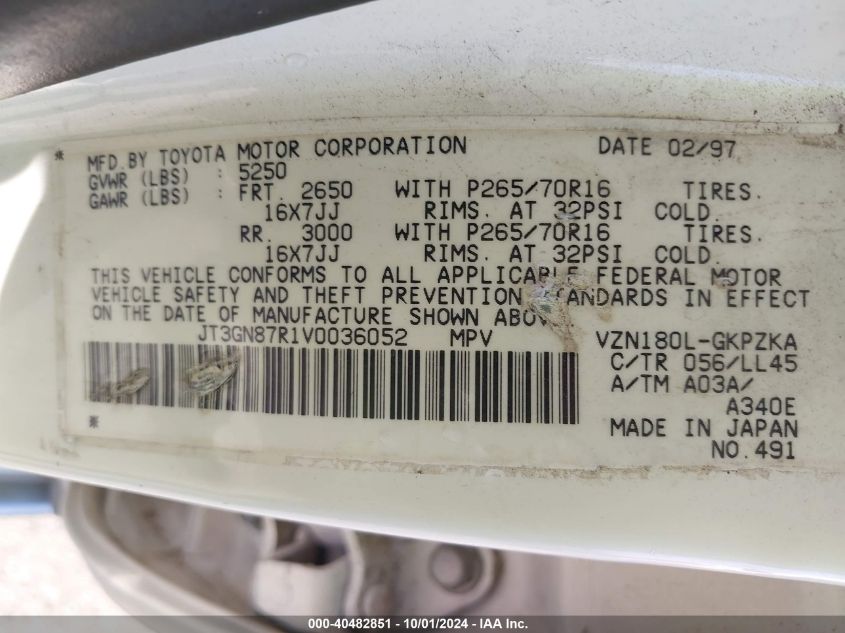 * MFD.BY TOYOTA MOTOR CORPORATION DATE 02/97
GVWR (LBS) : 5250
GAWR (LBS) : FRT. 2650 WITH P265/70R16 TIRES.
16X7JJ RIMS. AT 32PSI COLD.
RR. 3000 WITH P265/70R16 TIRES.
16X7JJ RIMS. AT 32PSI COLD.
THIS VEHICLE CONFORMS TO ALL APPLICABLE FEDERAL MOTOR
VEHICLE SAFETY AND THEFT PREVENTION STANDARDS IN EFFECT
ON THE DATE OF MANUFACTURE SHOWN ABOVE
JT3GN87R1V0036052 MPV VZN180L-GKPZKA
C/TR 056/LL45
A/TM A03A/
A340E
* MADE IN JAPAN
NO.491
000-40482851 - 10/01/2024 - IAA Inc.